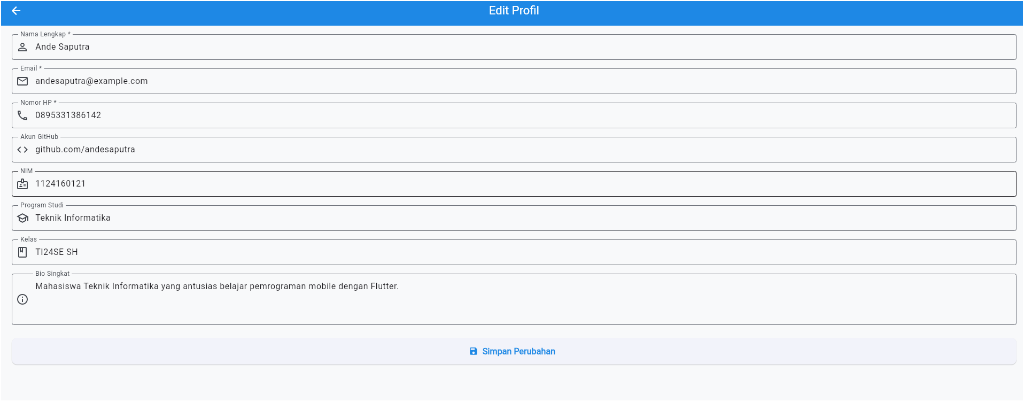 Edit Profil
Nama Lengkap *
Ande Saputra
Email *
andesaputra@example.com
Nomor HP *
0895331386142
Akun GitHub
github.com/andesaputra
NIM
1124160121
Program Studi
Teknik Informatika
Kelas
TI24SE SH
Bio Singkat
Mahasiswa Teknik Informatika yang antusias belajar pemrograman mobile dengan Flutter.
Simpan Perubahan